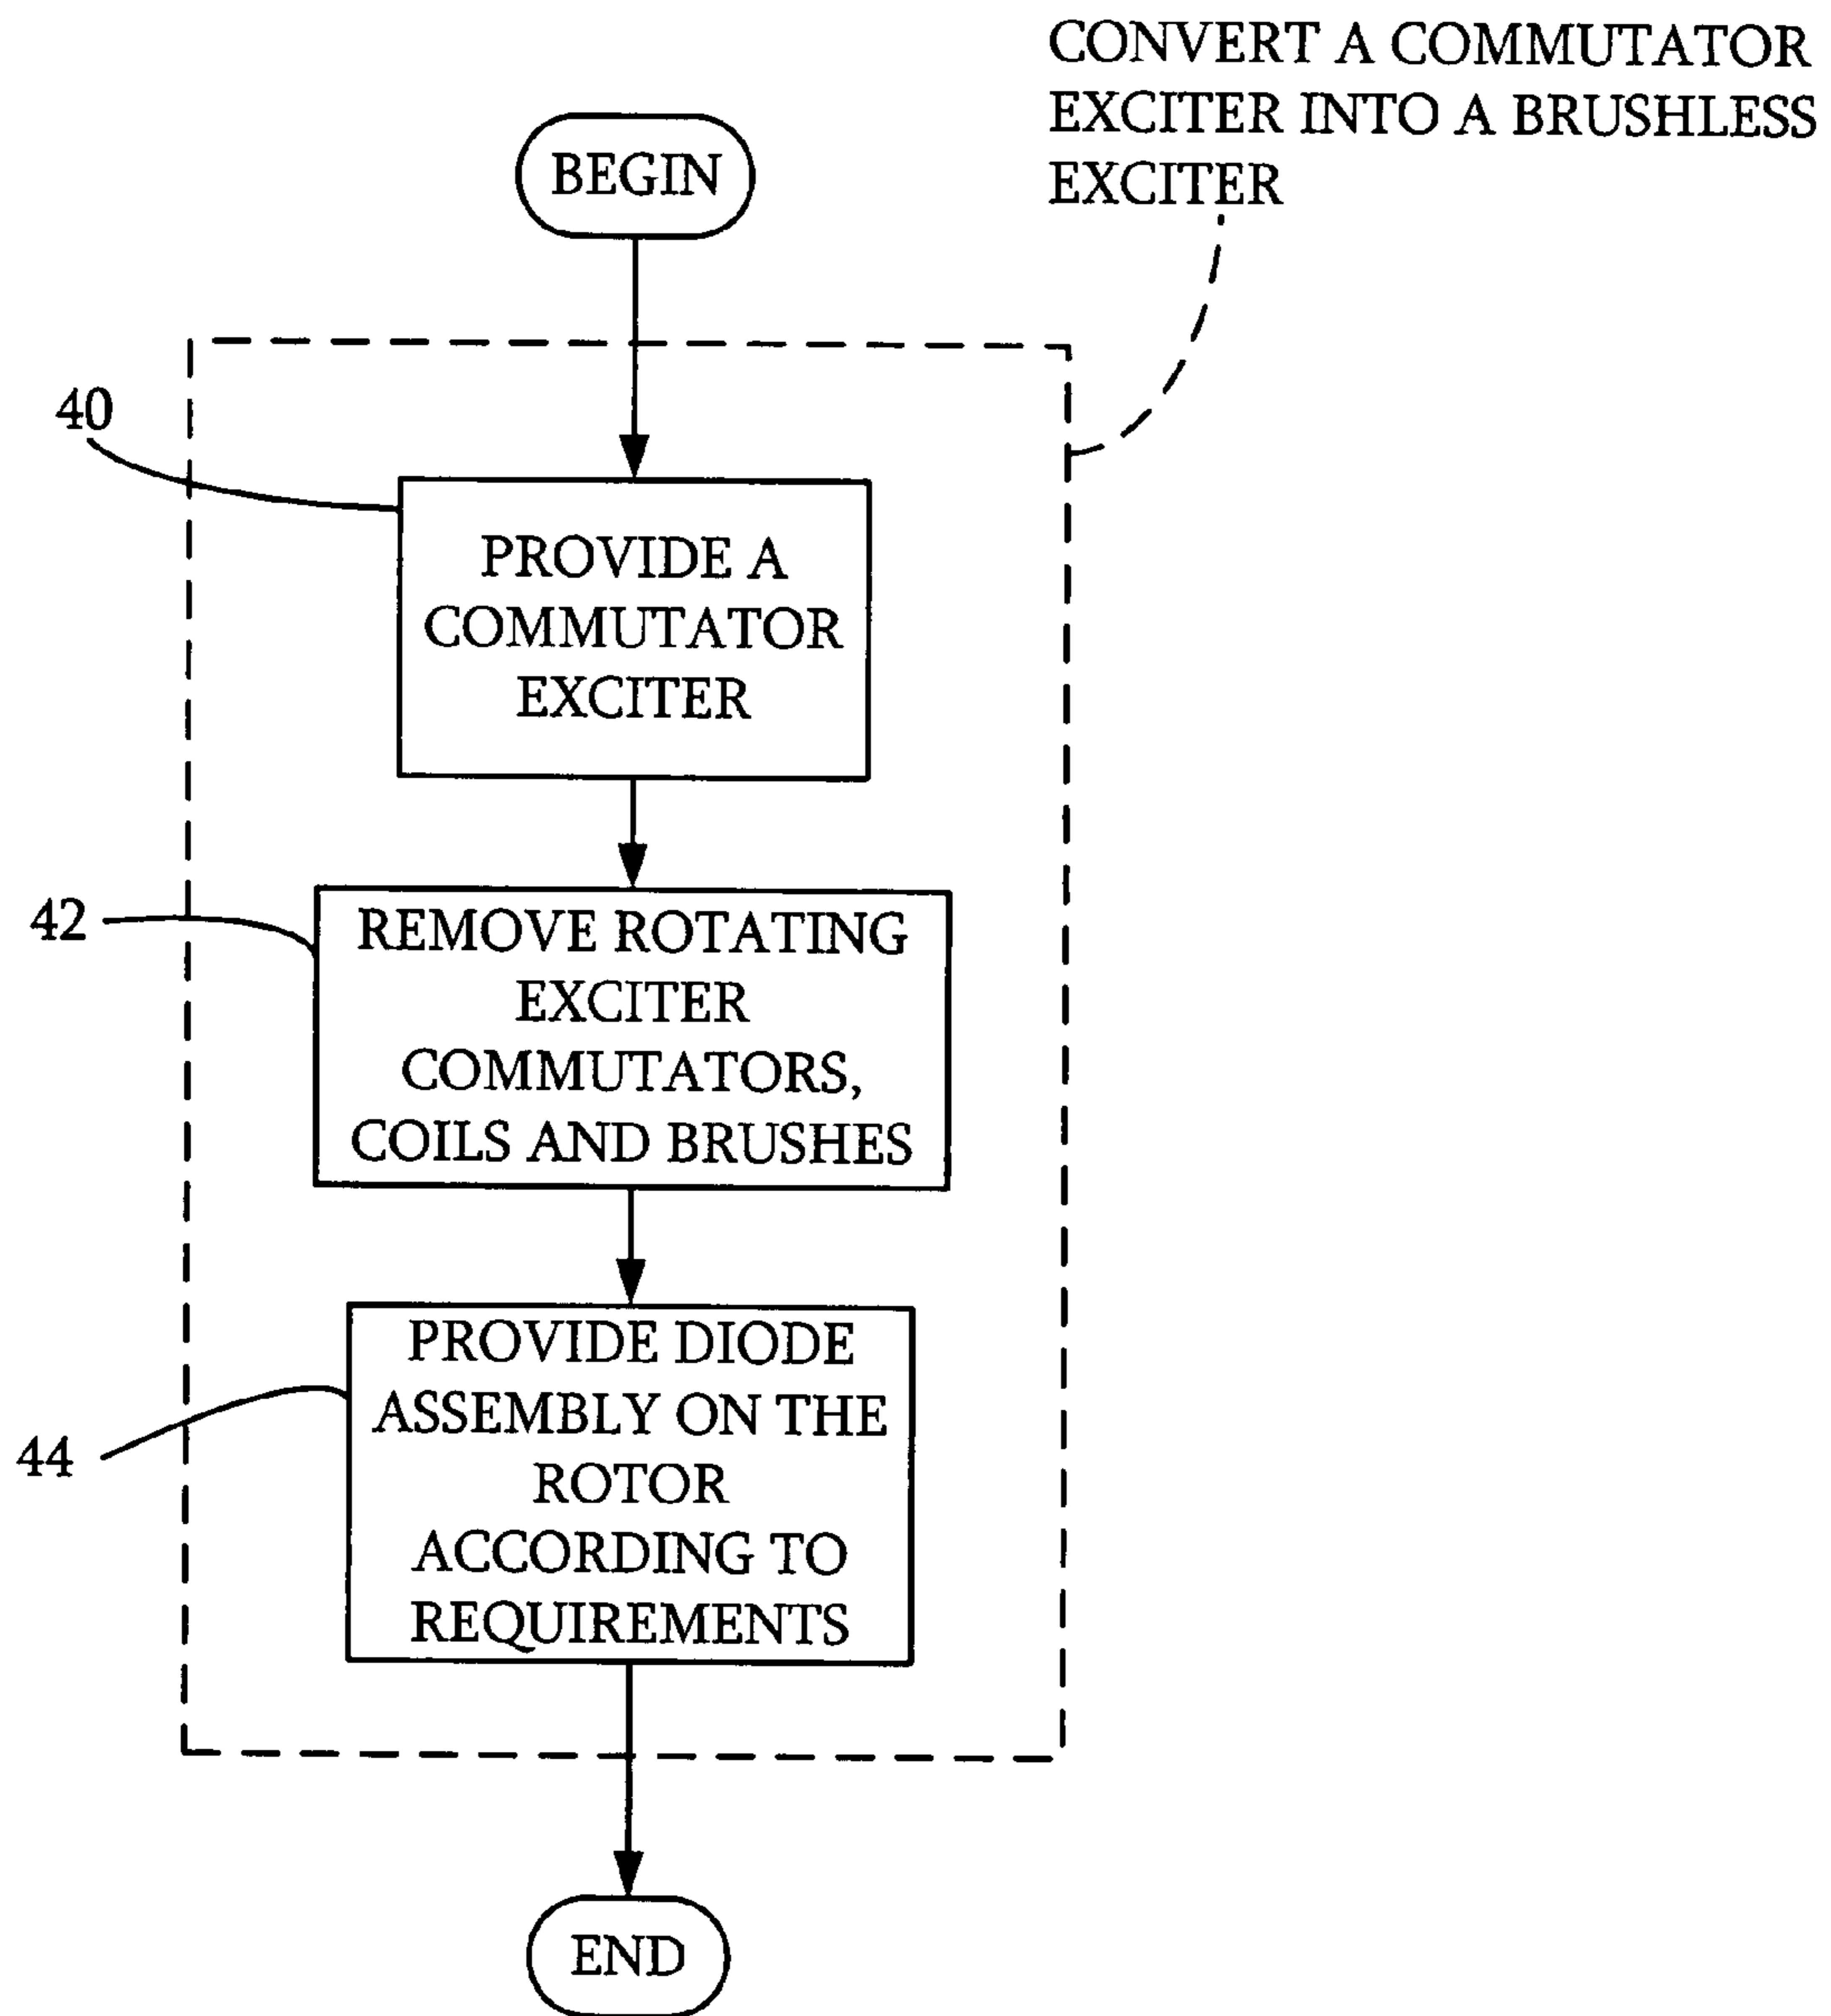 CONVERT A COMMUTATOR
EXCITER INTO A BRUSHLESS
EXCITER
BEGIN
40
PROVIDE A
COMMUTATOR
EXCITER
42
REMOVE ROTATING
EXCITER
COMMUTATORS,
COILS AND BRUSHES
44
PROVIDE DIODE
ASSEMBLY ON THE
ROTOR
ACCORDING TO
REQUIREMENTS
END